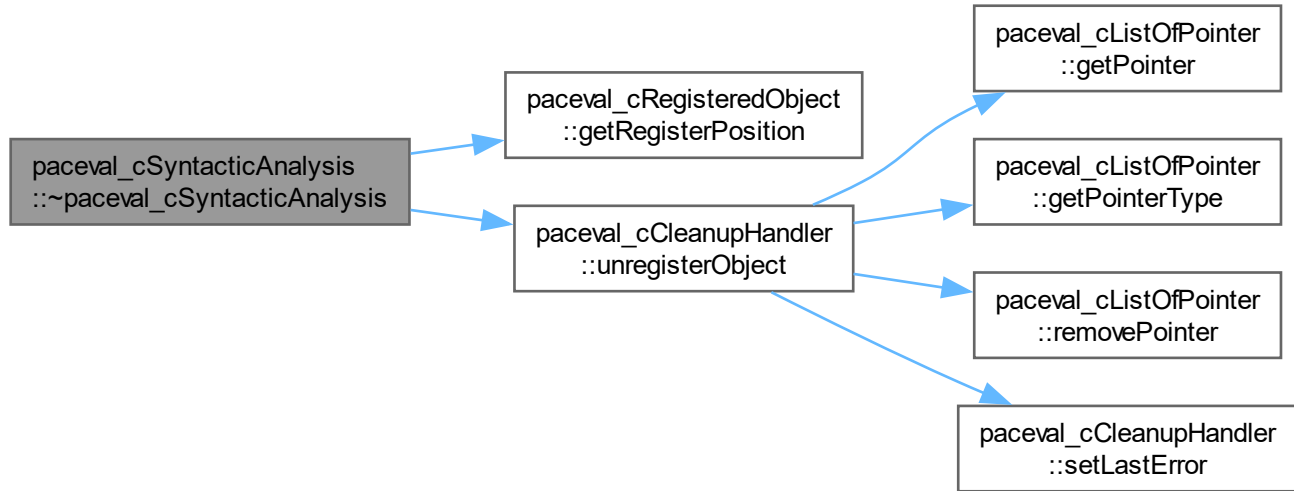 paceval_cSyntacticAnalysis
::~paceval_cSyntacticAnalysis
paceval_cRegisteredObject
::getRegisterPosition
paceval_cCleanupHandler
::unregisterObject
paceval_cListOfPointer
::getPointer
paceval_cListOfPointer
::getPointerType
paceval_cListOfPointer
::removePointer
paceval_cCleanupHandler
::setLastError